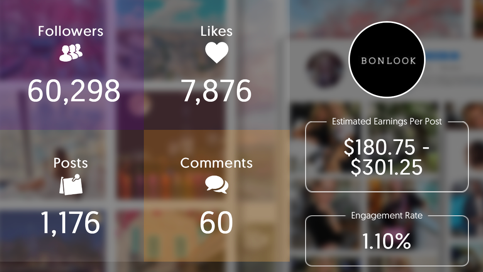 Followers
60,298
Likes
7,876
Posts
1,176
Comments
60
BONLOOK
Estimated Earnings Per Post
$180.75 -
$301.25
Engagement Rate
1.10%